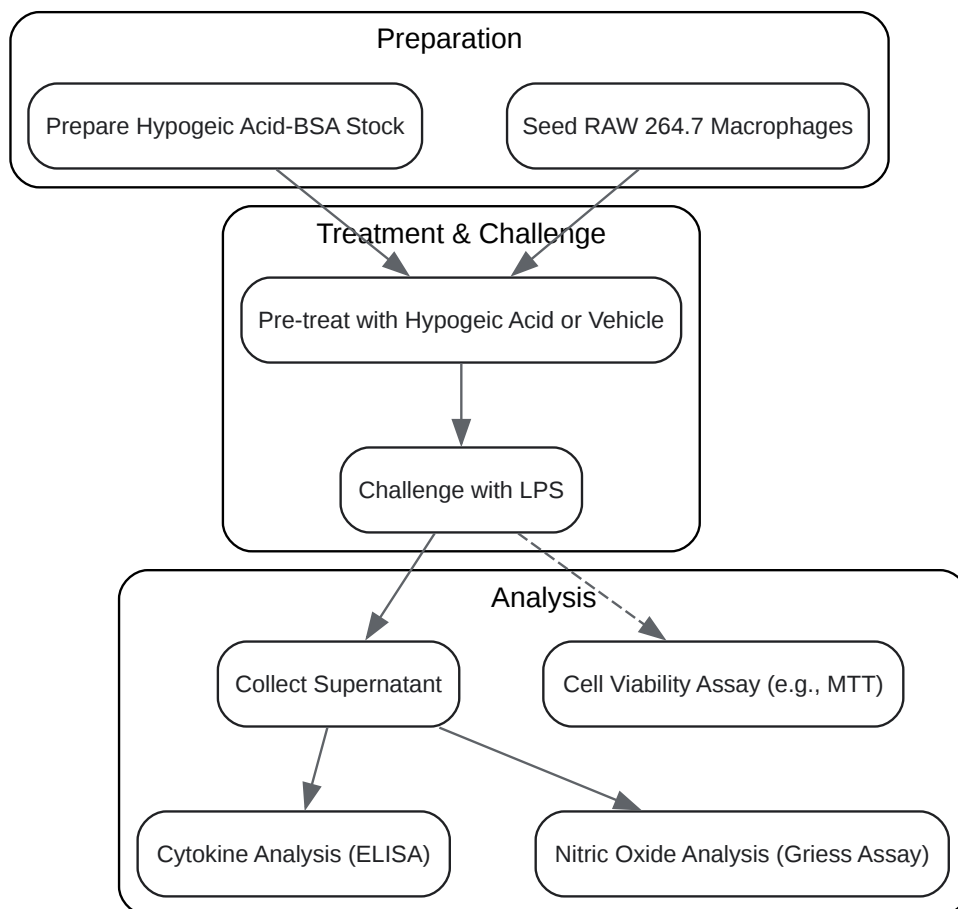 Preparation
Prepare Hypogeic Acid-BSA Stock
Seed RAW 264.7 Macrophages
Treatment & Challenge
Pre-treat with Hypogeic Acid or Vehicle
Challenge with LPS
Analysis
Collect Supernatant
Cell Viability Assay (e.g., MTT)
Cytokine Analysis (ELISA)
Nitric Oxide Analysis (Griess Assay)